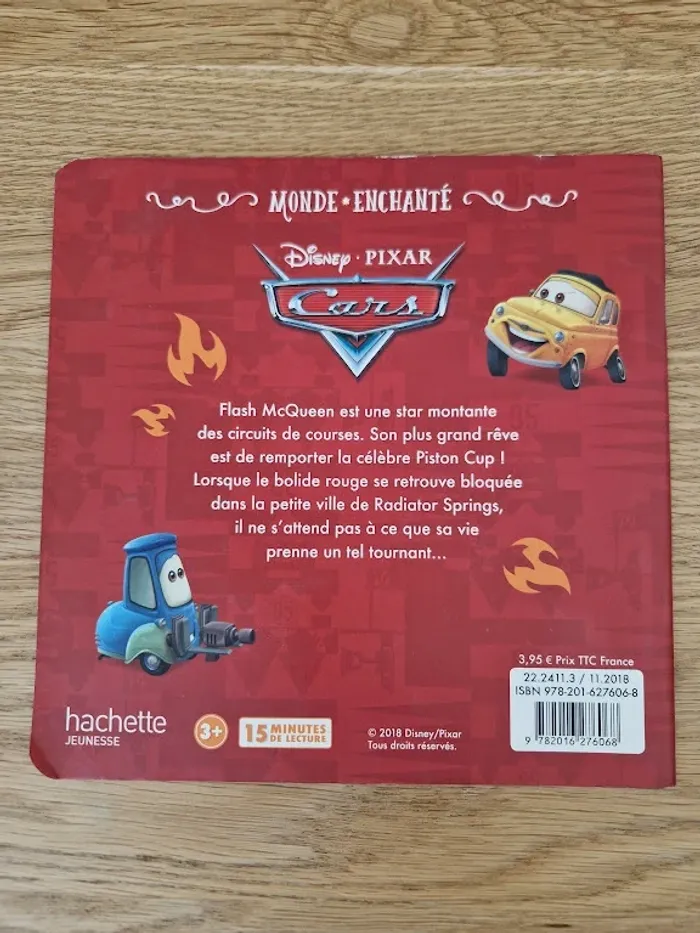 MONDE ENCHANTÉ
Disney · PIXAR
Cars
Flash McQueen est une star montante
des circuits de courses. Son plus grand rêve
est de remporter la célèbre Piston Cup !
Lorsque le bolide rouge se retrouve bloquée
dans la petite ville de Radiator Springs,
il ne s'attend pas à ce que sa vie
prenne un tel tournant...
3,95 € Prix TTC France
22.2411.3 / 11.2018
ISBN 978-201-627606-8
9 782016 276068
hachette
JEUNESSE
3+
15 MINUTES
DE LECTURE
© 2018 Disney/Pixar
Tous droits réservés.